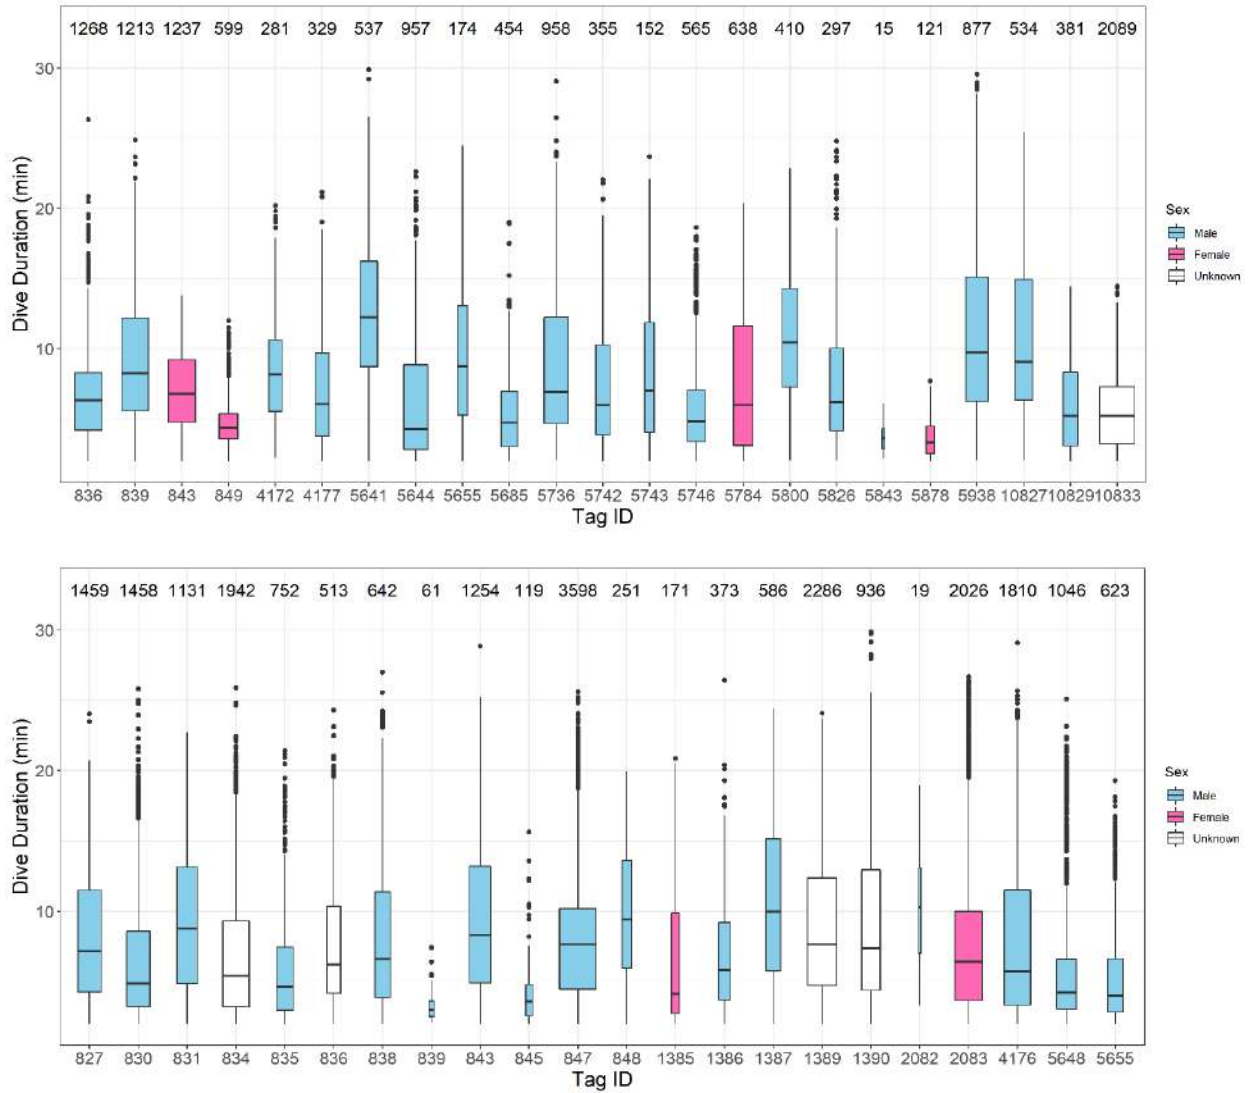 1268 1213 1237 599 281 329 537 957 174 454 958 355 152 565 638 410 297 15 121 877 534 381 2089
30
20
10
Dive Duration (min)
Sex
Male
Female
Unknown
836 839 843 849 4172 4177 5641 5644 5655 5685 5736 5742 5743 5746 5784 5800 5826 5843 5878 5938 10827 10829 10833
Tag ID
1459 1458 1131 1942 752 513 642 61 1254 119 3598 251 171 373 586 2286 936 19 2026 1810 1046 623
30
20
10
Dive Duration (min)
Sex
Male
Female
Unknown
827 830 831 834 835 836 838 839 843 845 847 848 1385 1386 1387 1389 1390 2082 2083 4176 5648 5655
Tag ID